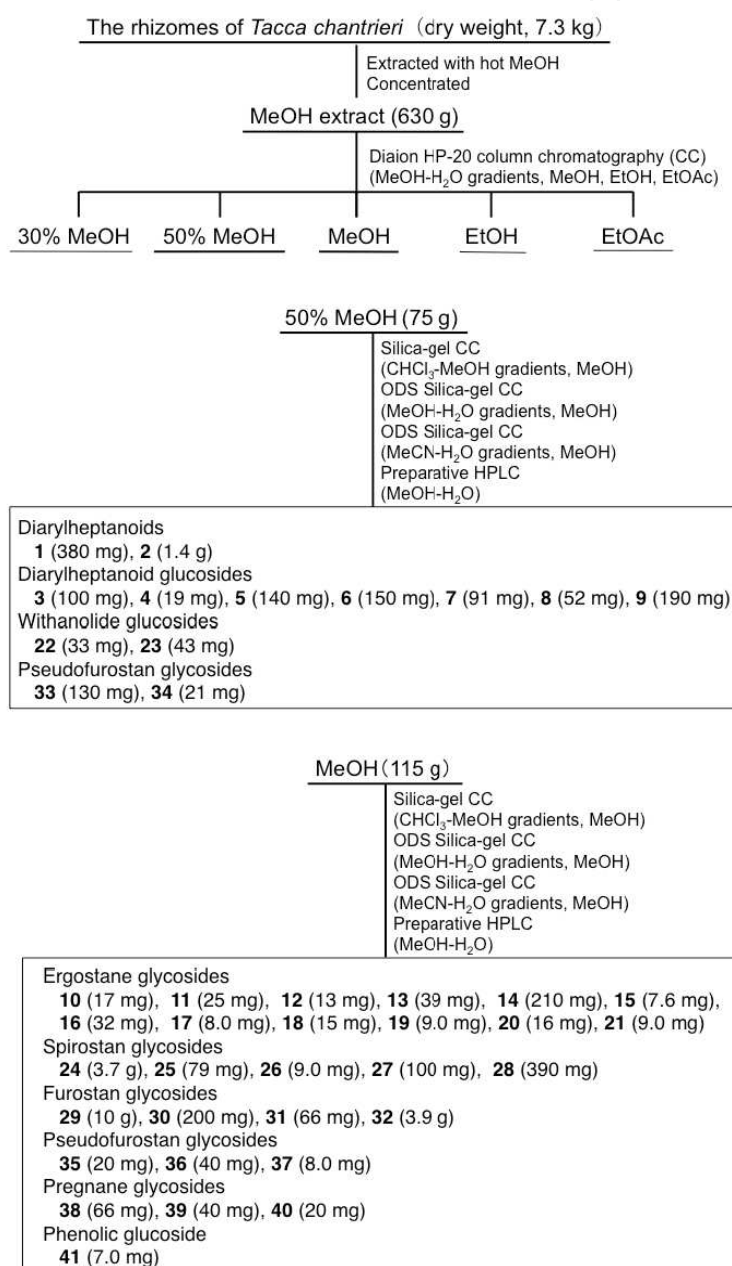 The rhizomes of Tacca chantrieri (dry weight, 7.3 kg)
Extracted with hot MeOH
Concentrated
MeOH extract (630 g)
Diaion HP-20 column chromatography (CC)
(MeOH-H₂O gradients, MeOH, EtOH, EtOAc)
30% MeOH 50% MeOH MeOH EtOH EtOAc
50% MeOH (75 g)
Silica-gel CC
(CHCl₃-MeOH gradients, MeOH)
ODS Silica-gel CC
(MeOH-H₂O gradients, MeOH)
ODS Silica-gel CC
(MeCN-H₂O gradients, MeOH)
Preparative HPLC
(MeOH-H₂O)
Diarylheptanoids
1 (380 mg), 2 (1.4 g)
Diarylheptanoid glucosides
3 (100 mg), 4 (19 mg), 5 (140 mg), 6 (150 mg), 7 (91 mg), 8 (52 mg), 9 (190 mg)
Withanolide glucosides
22 (33 mg), 23 (43 mg)
Pseudofurostan glycosides
33 (130 mg), 34 (21 mg)
MeOH (115 g)
Silica-gel CC
(CHCl₃-MeOH gradients, MeOH)
ODS Silica-gel CC
(MeOH-H₂O gradients, MeOH)
ODS Silica-gel CC
(MeCN-H₂O gradients, MeOH)
Preparative HPLC
(MeOH-H₂O)
Ergostane glycosides
10 (17 mg), 11 (25 mg), 12 (13 mg), 13 (39 mg), 14 (210 mg), 15 (7.6 mg),
16 (32 mg), 17 (8.0 mg), 18 (15 mg), 19 (9.0 mg), 20 (16 mg), 21 (9.0 mg)
Spirostan glycosides
24 (3.7 g), 25 (79 mg), 26 (9.0 mg), 27 (100 mg), 28 (390 mg)
Furostan glycosides
29 (10 g), 30 (200 mg), 31 (66 mg), 32 (3.9 g)
Pseudofurostan glycosides
35 (20 mg), 36 (40 mg), 37 (8.0 mg)
Pregnane glycosides
38 (66 mg), 39 (40 mg), 40 (20 mg)
Phenolic glucoside
41 (7.0 mg)